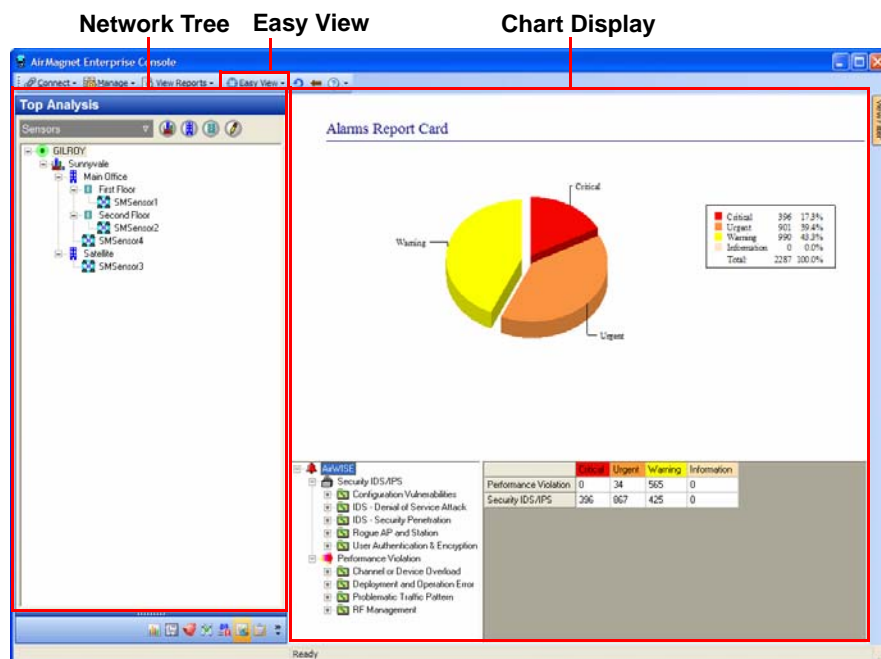 Network Tree Easy View Chart Display
AirMagnet Enterprise Console
Connect Manage View Reports Easy View
Top Analysis
Sensors
GILROY
Sunnyvale
Main Office
First Floor
SMSensor1
Second Floor
SMSensor2
SMSensor4
Satellite
SMSensor3
Alarms Report Card
Critical
Warning
Urgent
Critical 396 17.3%
Urgent 901 39.4%
Warning 990 43.3%
Information 0 0.0%
Total: 2287 100.0%
AirWISE
Security IDS/IPS
Configuration Vulnerabilities
IDS - Denial of Service Attack
IDS - Security Penetration
Rogue AP and Station
User Authentication & Encryption
Performance Violation
Channel or Device Overload
Deployment and Operation Error
Problematic Traffic Pattern
RF Management
Critical Urgent Warning Information
Performance Violation 0 34 565 0
Security IDS/IPS 396 867 425 0
Ready